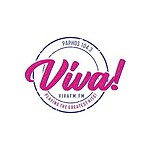 PAPHOS 104.3
Viva!
VIVAFM.FM
PLAYING THE GREATEST HITS!